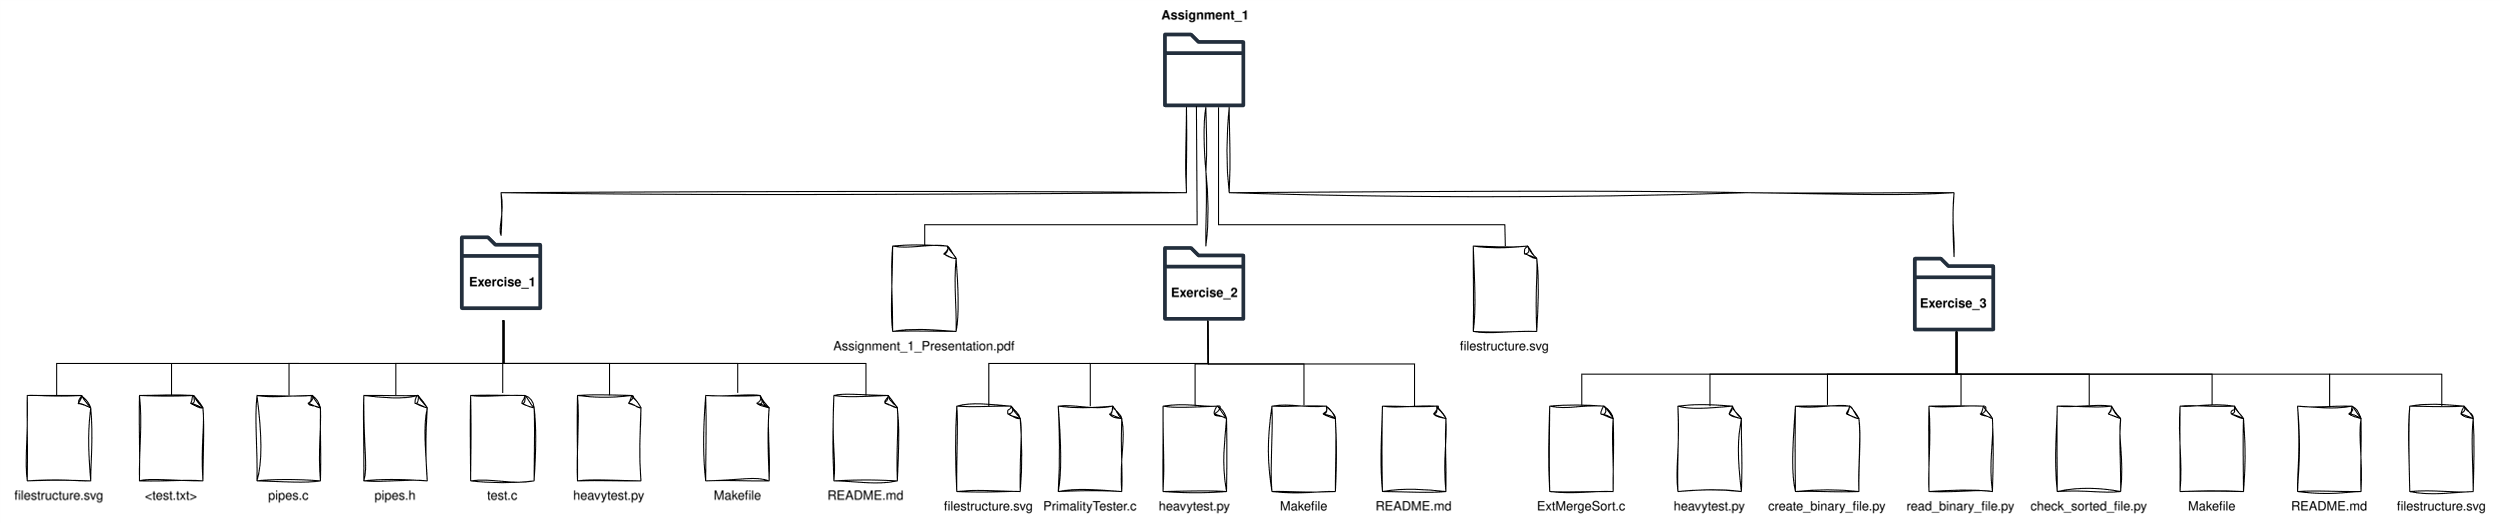 Assignment_1
Exercise_1
Exercise_2
Exercise_3
Assignment_1_Presentation.pdf
filestructure.svg
filestructure.svg
<test.txt>
pipes.c
pipes.h
test.c
heavytest.py
Makefile
README.md
filestructure.svg
PrimalityTester.c
heavytest.py
Makefile
README.md
ExtMergeSort.c
heavytest.py
create_binary_file.py
read_binary_file.py
check_sorted_file.py
Makefile
README.md
filestructure.svg